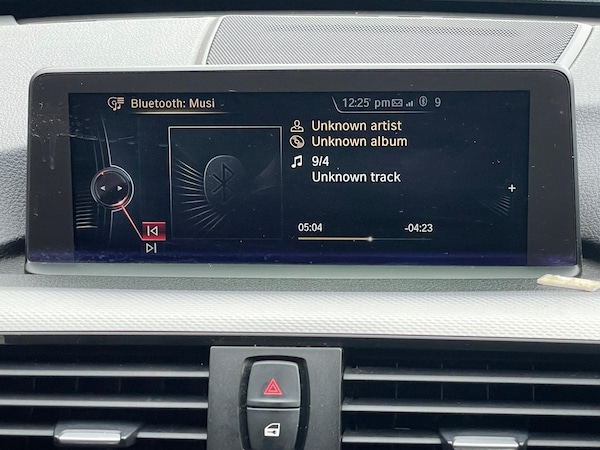 Bluetooth: Musi
12:25 pm
9
Unknown artist
Unknown album
9/4
Unknown track
05:04
-04:23